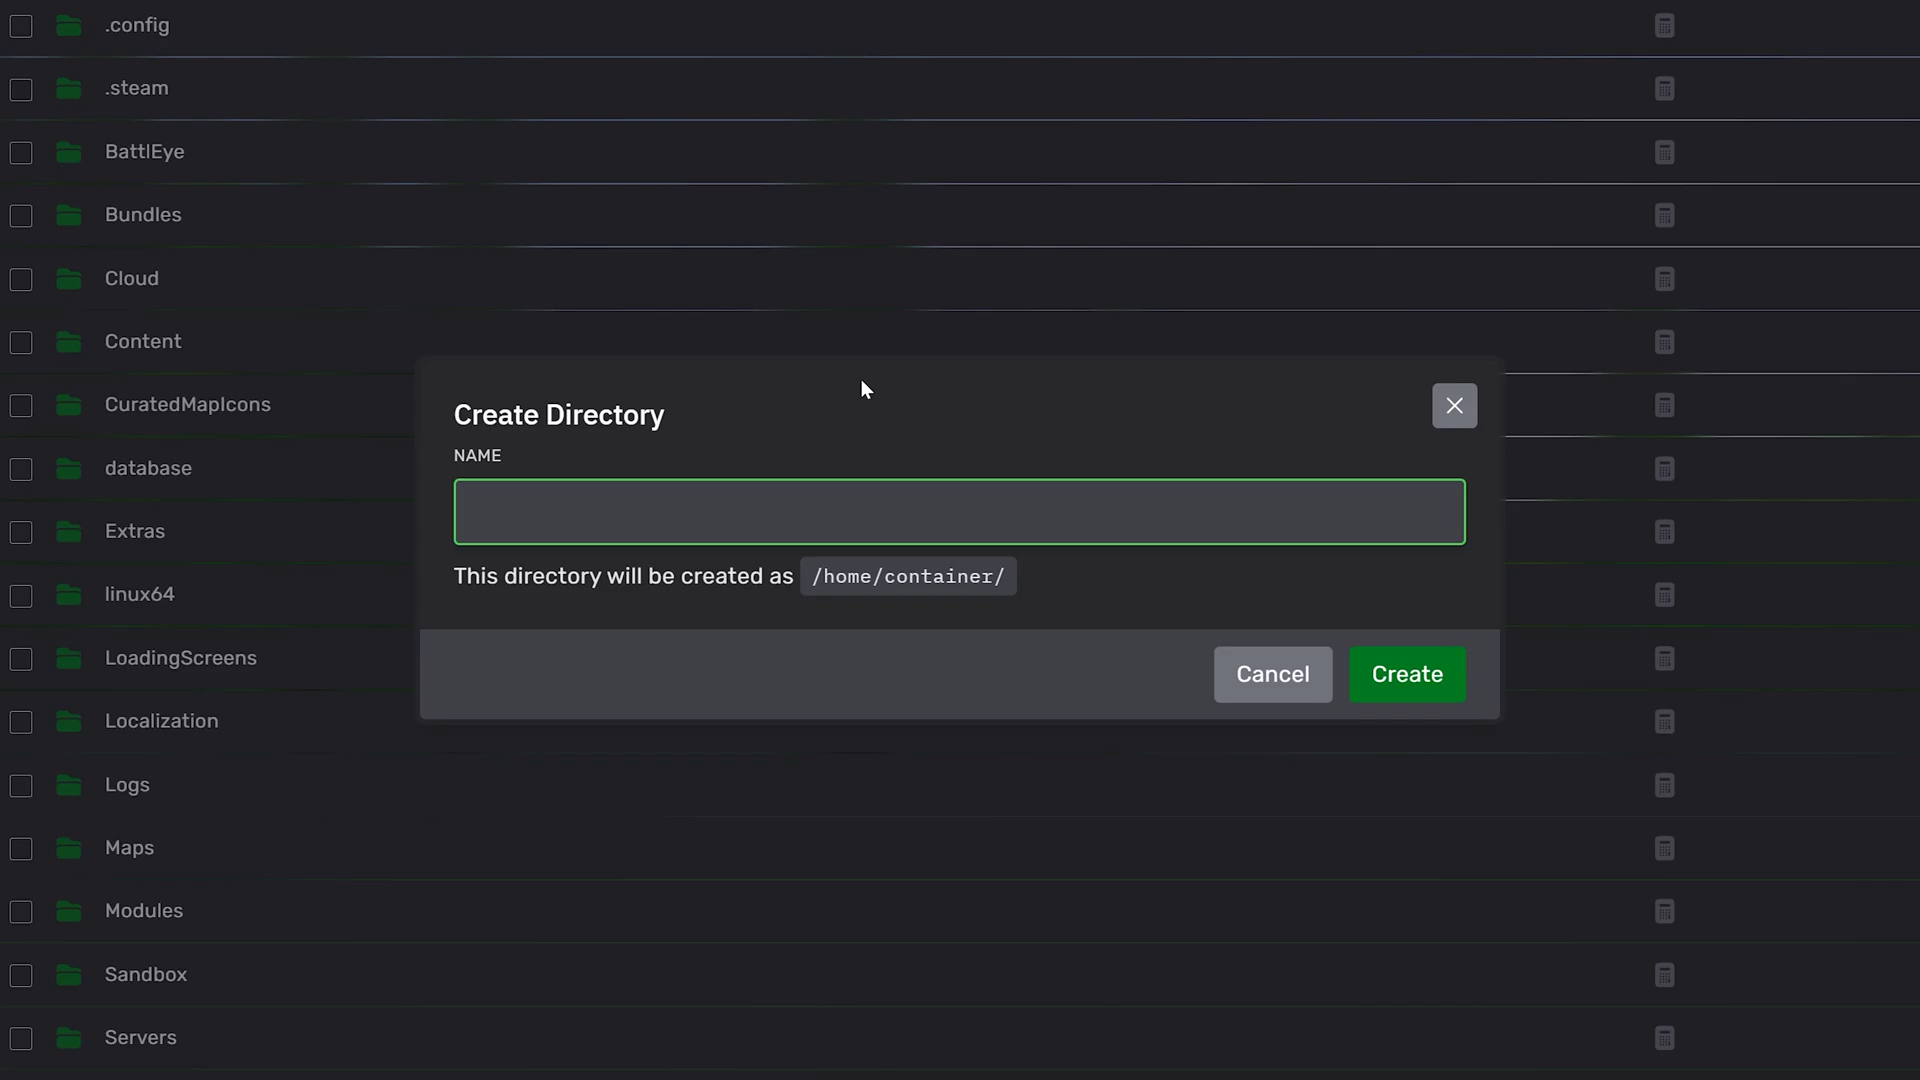 .config
.steam
BattlEye
Bundles
Cloud
Content
CuratedMapIcons
database
Extras
linux64
LoadingScreens
Localization
Logs
Maps
Modules
Sandbox
Servers
Create Directory
NAME
This directory will be created as /home/container/
Cancel Create